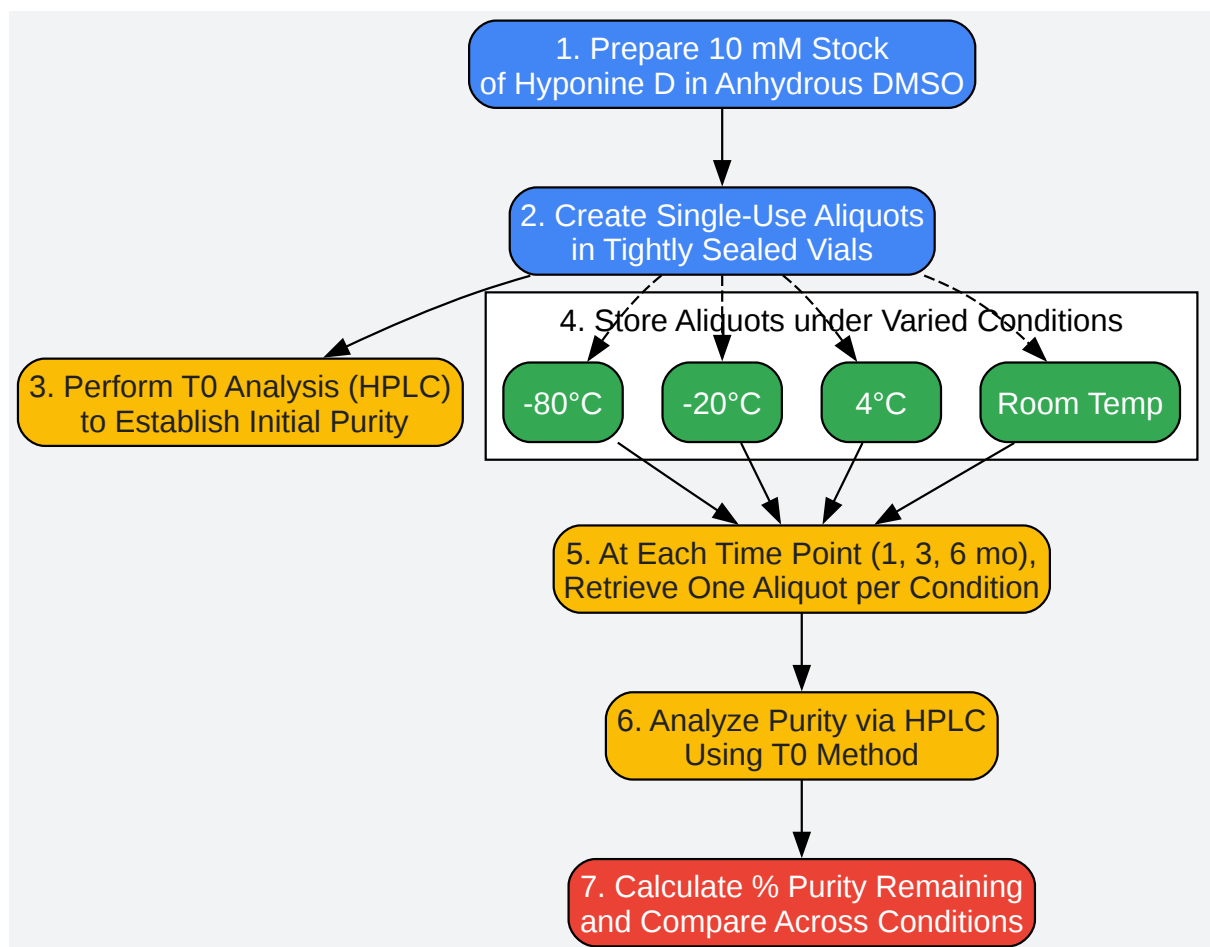 1. Prepare 10 mM Stock
of Hyponine D in Anhydrous DMSO
2. Create Single-Use Aliquots
in Tightly Sealed Vials
3. Perform T0 Analysis (HPLC)
to Establish Initial Purity
4. Store Aliquots under Varied Conditions
-80°C
-20°C
4°C
Room Temp
5. At Each Time Point (1, 3, 6 mo),
Retrieve One Aliquot per Condition
6. Analyze Purity via HPLC
Using T0 Method
7. Calculate % Purity Remaining
and Compare Across Conditions